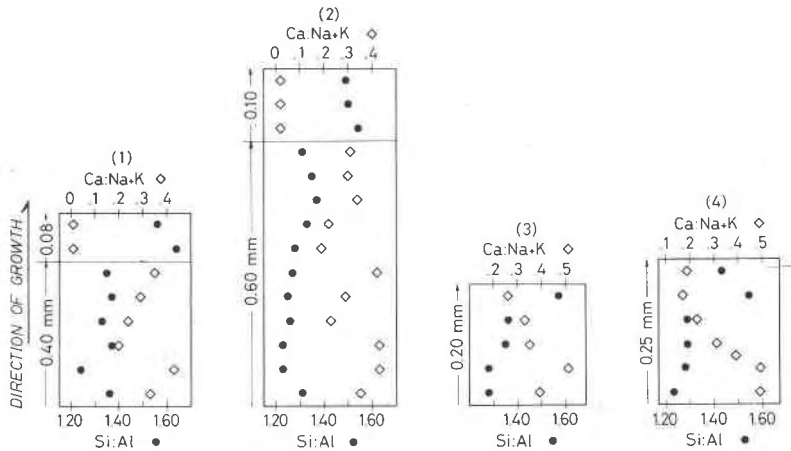 (1)
Ca:Na+K ◇
0 .1 .2 .3 .4
DIRECTION OF GROWTH
0.08
0.40 mm
1.20 1.40 1.60
Si:Al ●
(2)
Ca:Na+K ◇
0 .1 .2 .3 .4
0.10
0.60 mm
1.20 1.40 1.60
Si:Al ●
(3)
Ca:Na+K ◇
.2 .3 .4 .5
0.20 mm
1.40 1.60
Si:Al ●
(4)
Ca:Na+K ◇
.1 .2 .3 .4 .5
0.25 mm
1.20 1.40 1.60
Si:Al ●